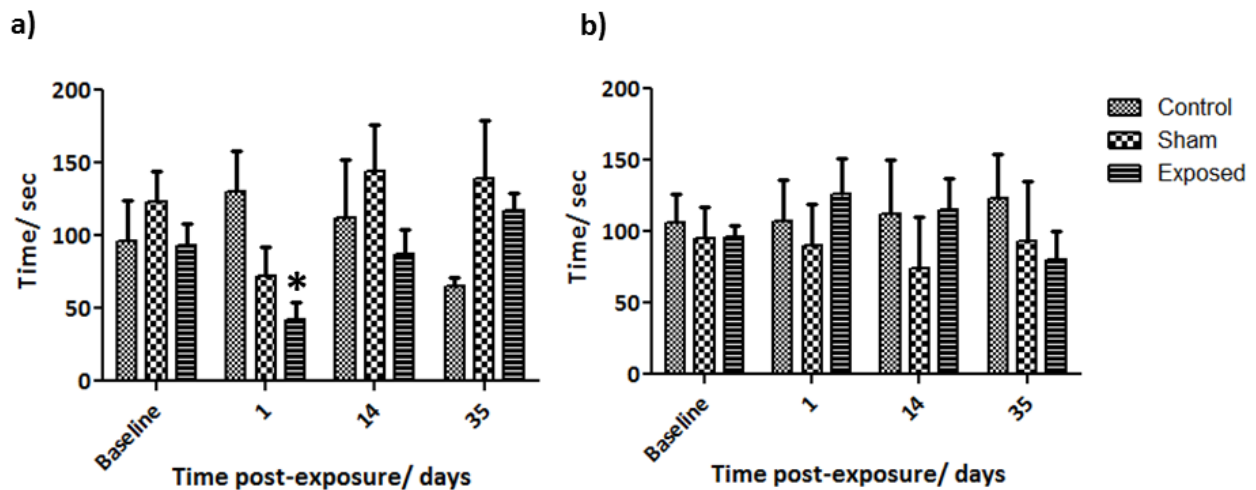 a)
200
150
100
50
0
Time/ sec
*
Baseline 1 14 35
Time post-exposure/ days
b)
200
150
100
50
0
Time/ sec
Baseline 1 14 35
Time post-exposure/ days
Control
Sham
Exposed